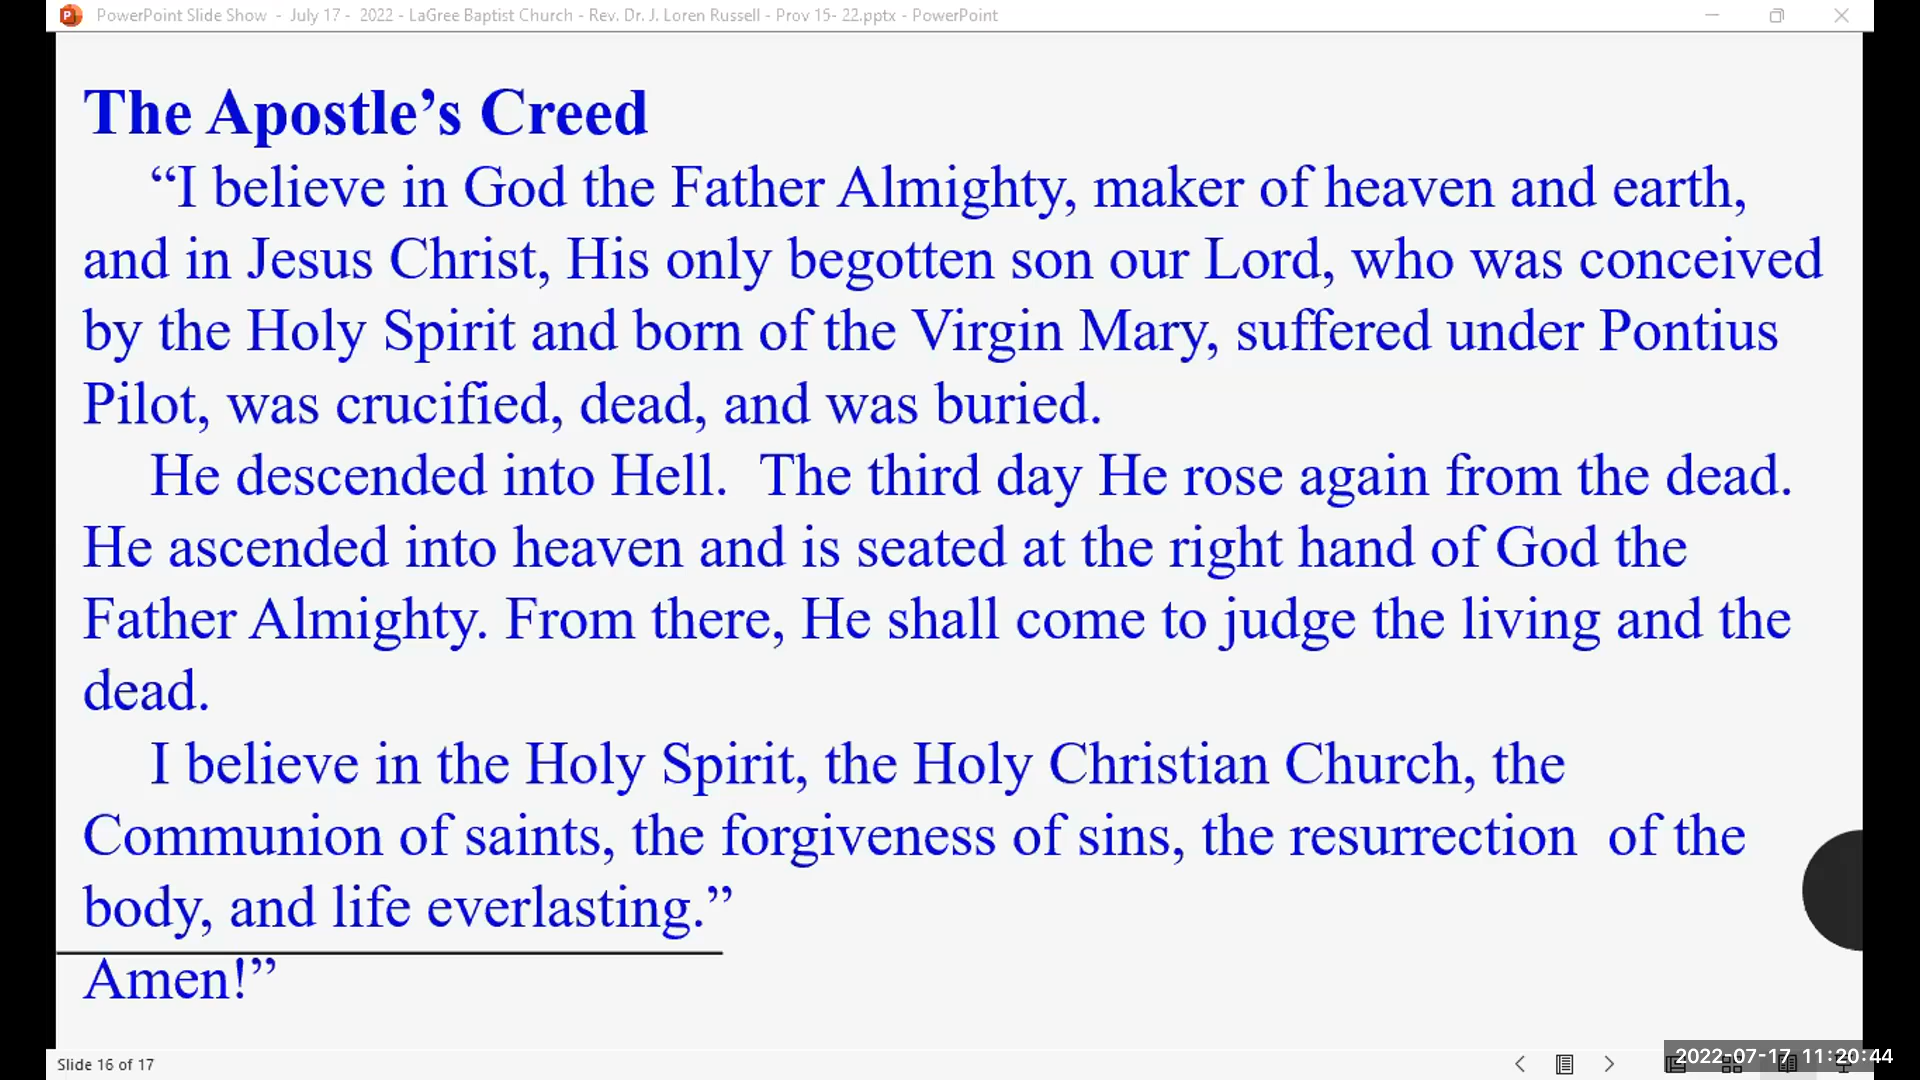 PowerPoint Slide Show - July 17 - 2022 - LaGree Baptist Church - Rev. Dr. J. Loren Russell - Prov 15- 22.pptx - PowerPoint
The Apostle’s Creed
“I believe in God the Father Almighty, maker of heaven and earth,
and in Jesus Christ, His only begotten son our Lord, who was conceived
by the Holy Spirit and born of the Virgin Mary, suffered under Pontius
Pilot, was crucified, dead, and was buried.
He descended into Hell.  The third day He rose again from the dead.
He ascended into heaven and is seated at the right hand of God the
Father Almighty. From there, He shall come to judge the living and the
dead.
I believe in the Holy Spirit, the Holy Christian Church, the
Communion of saints, the forgiveness of sins, the resurrection  of the
body, and life everlasting.”
Amen!”
Slide 16 of 17
2022-07-17 11:20:44